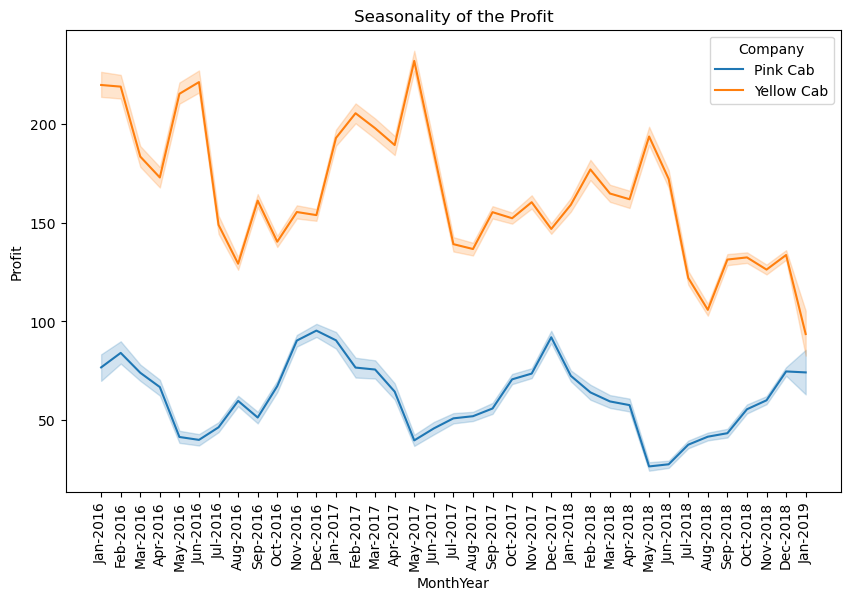 Seasonality of the Profit
Company
Pink Cab
Yellow Cab
Profit
200
150
100
50
Jan-2016
Feb-2016
Mar-2016
Apr-2016
May-2016
Jun-2016
Jul-2016
Aug-2016
Sep-2016
Oct-2016
Nov-2016
Dec-2016
Jan-2017
Feb-2017
Mar-2017
Apr-2017
May-2017
Jun-2017
Jul-2017
Aug-2017
Sep-2017
Oct-2017
Nov-2017
Dec-2017
Jan-2018
Feb-2018
Mar-2018
Apr-2018
May-2018
Jun-2018
Jul-2018
Aug-2018
Sep-2018
Oct-2018
Nov-2018
Dec-2018
Jan-2019
MonthYear